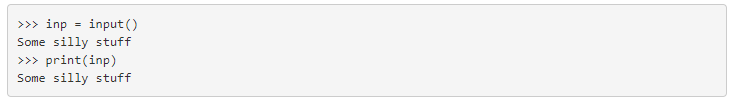 >>> inp = input()
Some silly stuff
>>> print(inp)
Some silly stuff